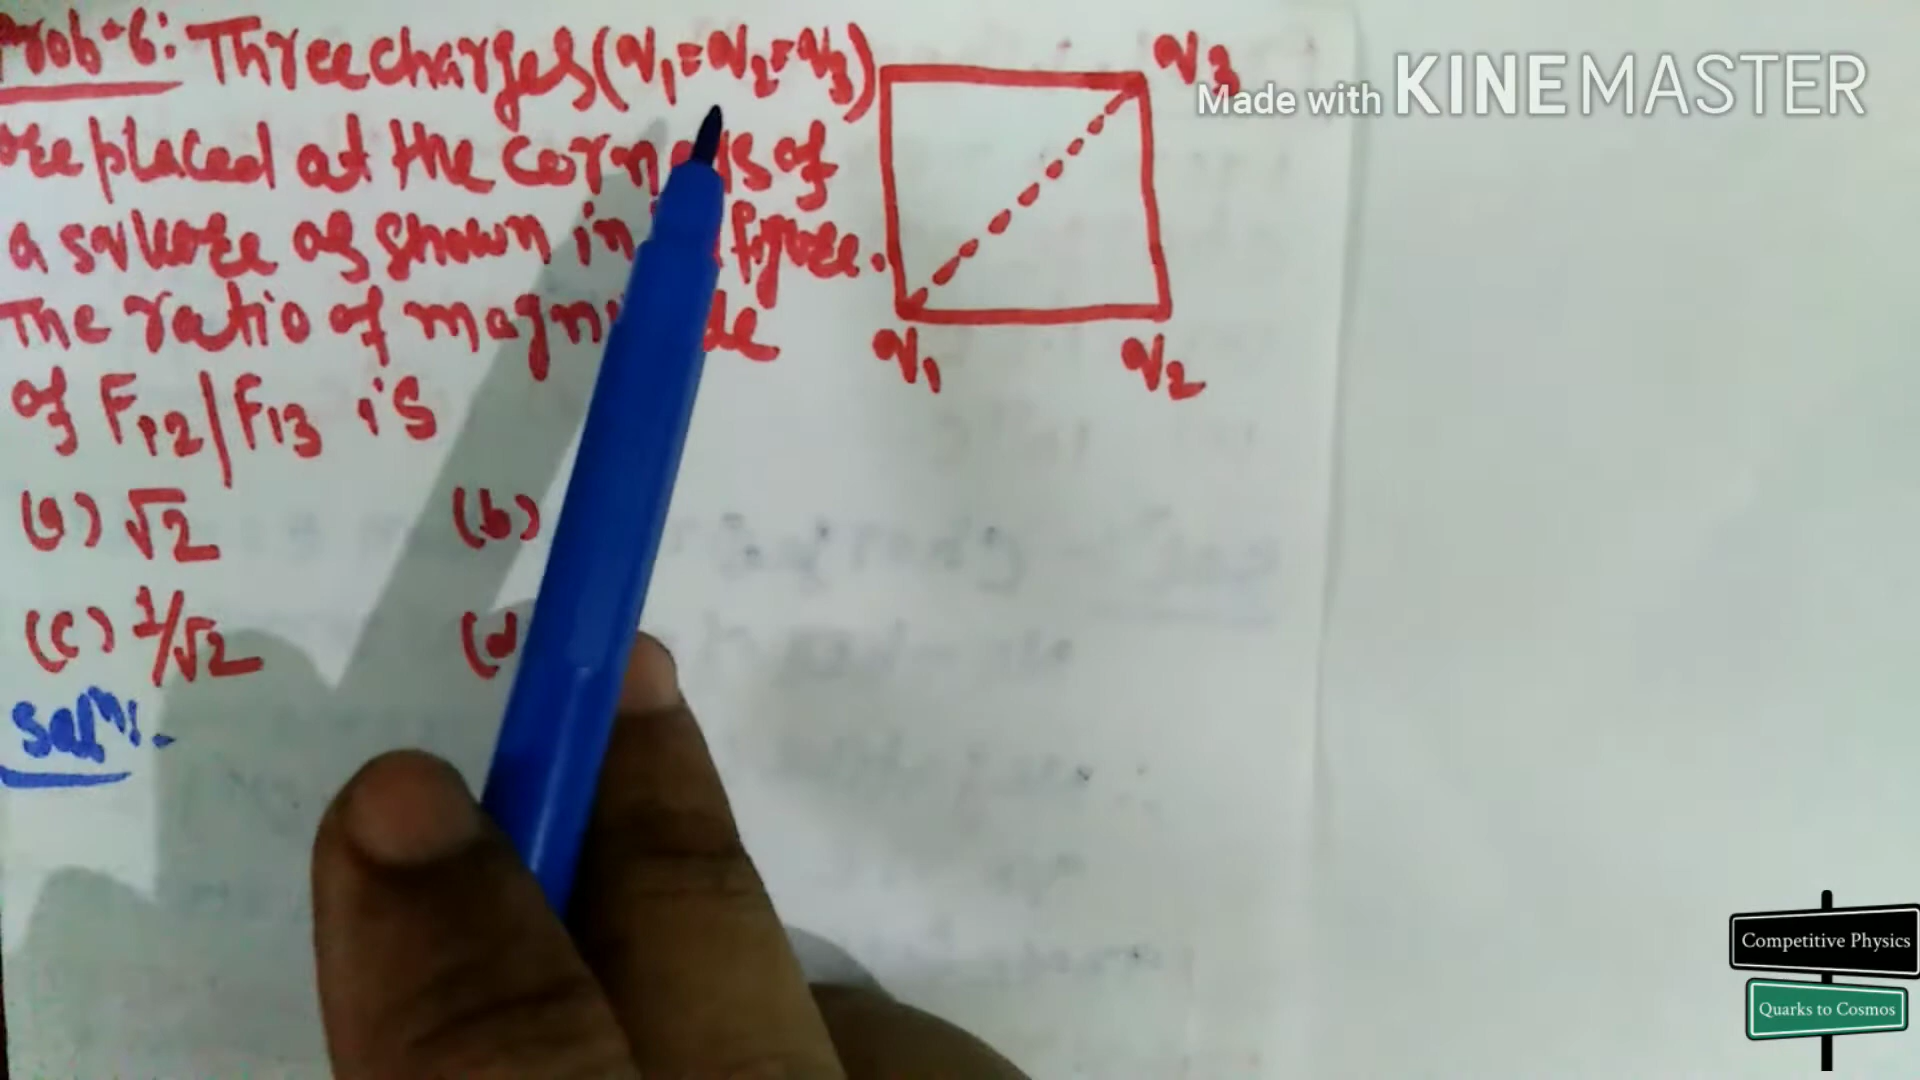 Prob-6: Three charges (q1=q2=q3)
are placed at the corners of
a square as shown in figure.
The ratio of magnitude
of F12/F13 is
(a) √2 (b)
(c) 1/√2 (d
Soln:-
q3
q1 q2
Made with KINEMASTER
Competitive Physics
Quarks to Cosmos